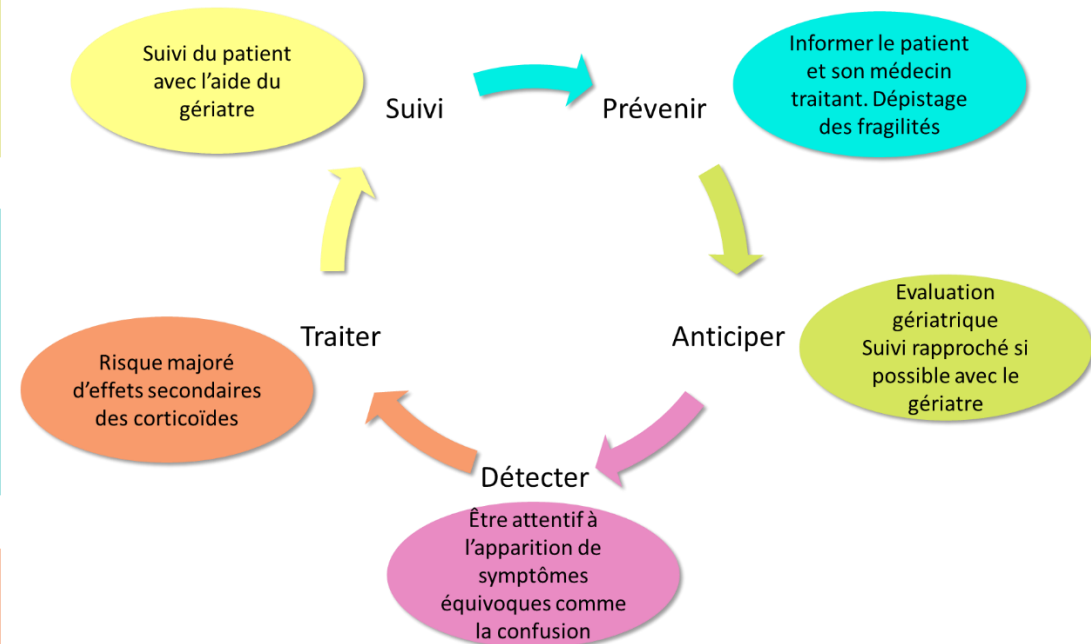 Suivi du patient
avec l'aide du
gériatre
Suivi
Prévenir
Informer le patient
et son médecin
traitant. Dépistage
des fragilités
Anticiper
Evaluation
gériatrique
Suivi rapproché si
possible avec le
gériatre
Détecter
Être attentif à
l'apparition de
symptômes
équivoques comme
la confusion
Traiter
Risque majoré
d'effets secondaires
des corticoïdes